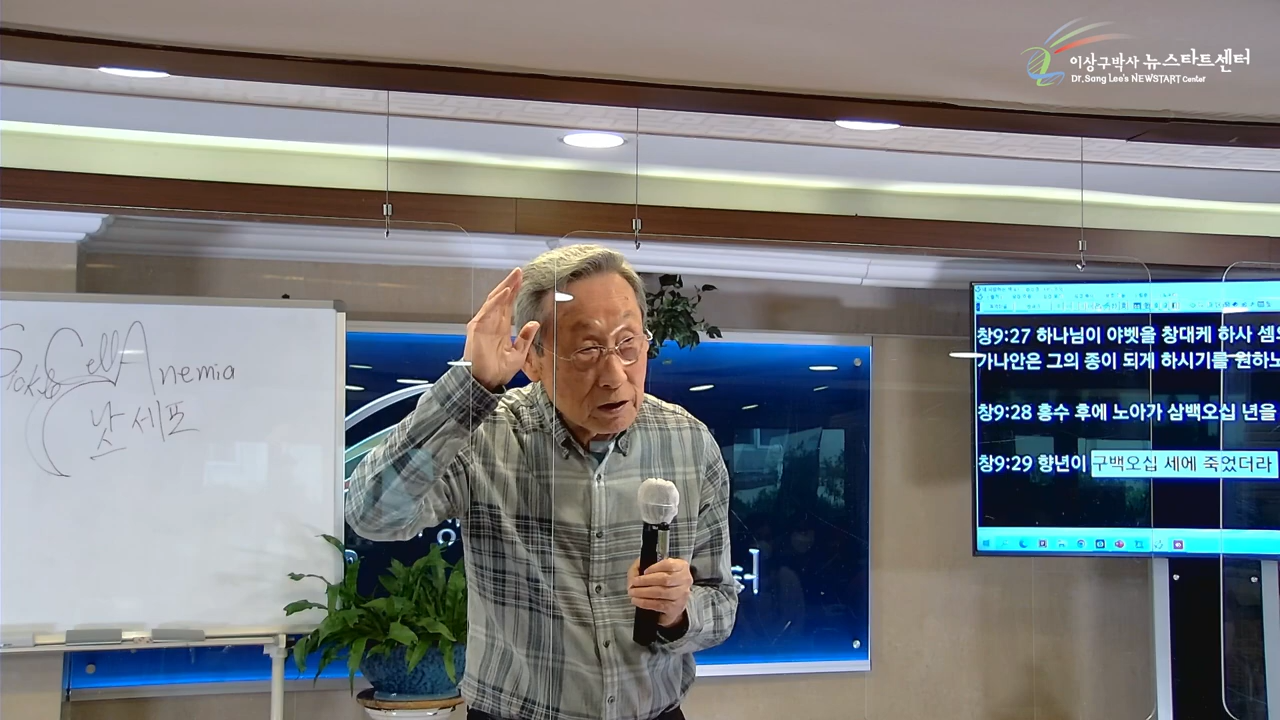 이상구박사 뉴스타트센터
Dr. Sang Lee's NEWSTART Center
Cell Anemia
낫 세포
창9:27 하나님이 야벳을 창대케 하사 셈의
가나안은 그의 종이 되게 하시기를 원하노
창9:28 홍수 후에 노아가 삼백오십 년을
창9:29 향년이 구백오십 세에 죽었더라